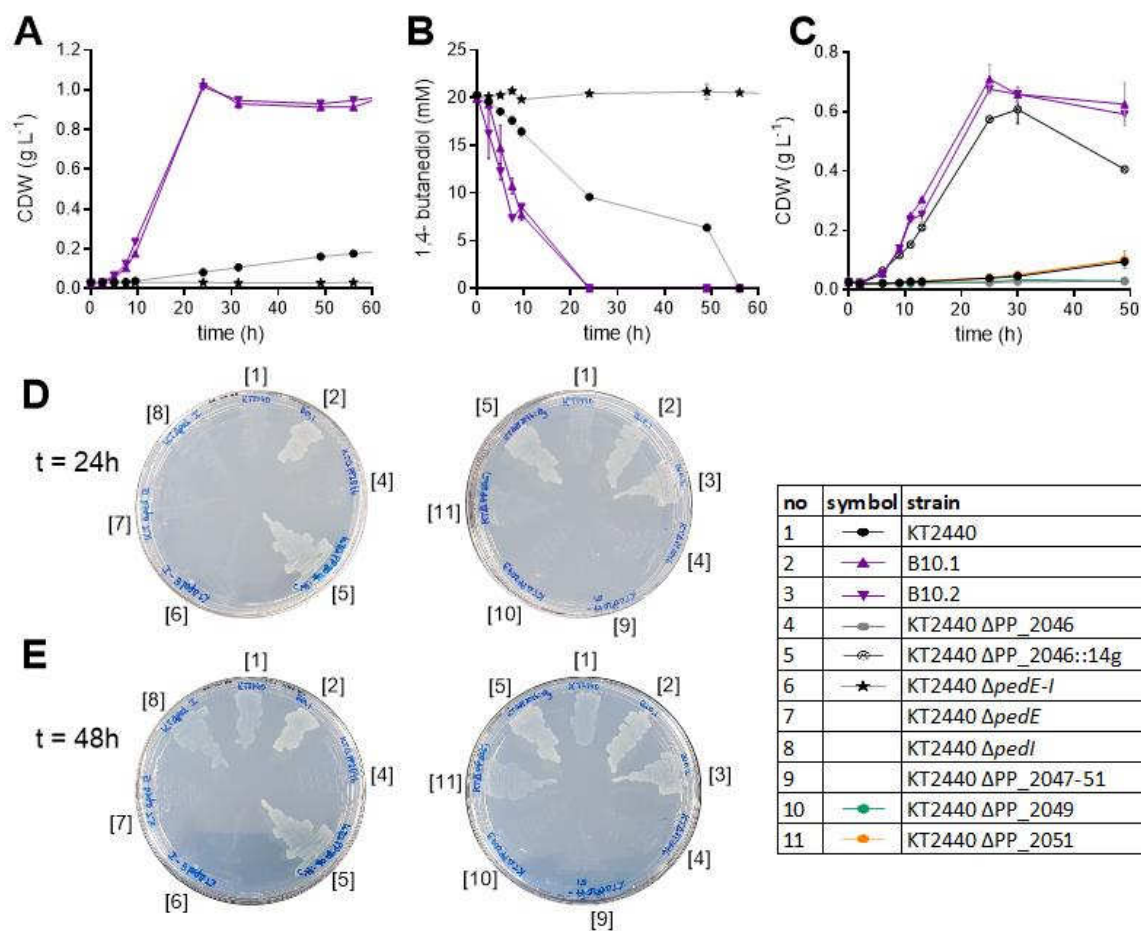 A
B
C
1.2
1.0
0.8
0.6
0.4
0.2
0.0
CDW (g L-1)
0 10 20 30 40 50 60
time (h)
25
20
15
10
5
0
1,4- butanediol (mM)
0 10 20 30 40 50 60
time (h)
0.8
0.6
0.4
0.2
0.0
CDW (g L-1)
0 10 20 30 40 50
time (h)
D
t = 24h
[1]
[2]
[4]
[5]
[6]
[7]
[8]
KT2440
[1]
[2]
[3]
[4]
[9]
[10]
[11]
[5]
KT2440
E
t = 48h
[1]
[2]
[4]
[5]
[6]
[7]
[8]
KT2440
[1]
[2]
[3]
[4]
[9]
[10]
[11]
[5]
KT2440
no symbol strain
1 KT2440
2 B10.1
3 B10.2
4 KT2440 ΔPP_2046
5 KT2440 ΔPP_2046::14g
6 KT2440 ΔpedE-I
7 KT2440 ΔpedE
8 KT2440 ΔpedI
9 KT2440 ΔPP_2047-51
10 KT2440 ΔPP_2049
11 KT2440 ΔPP_2051